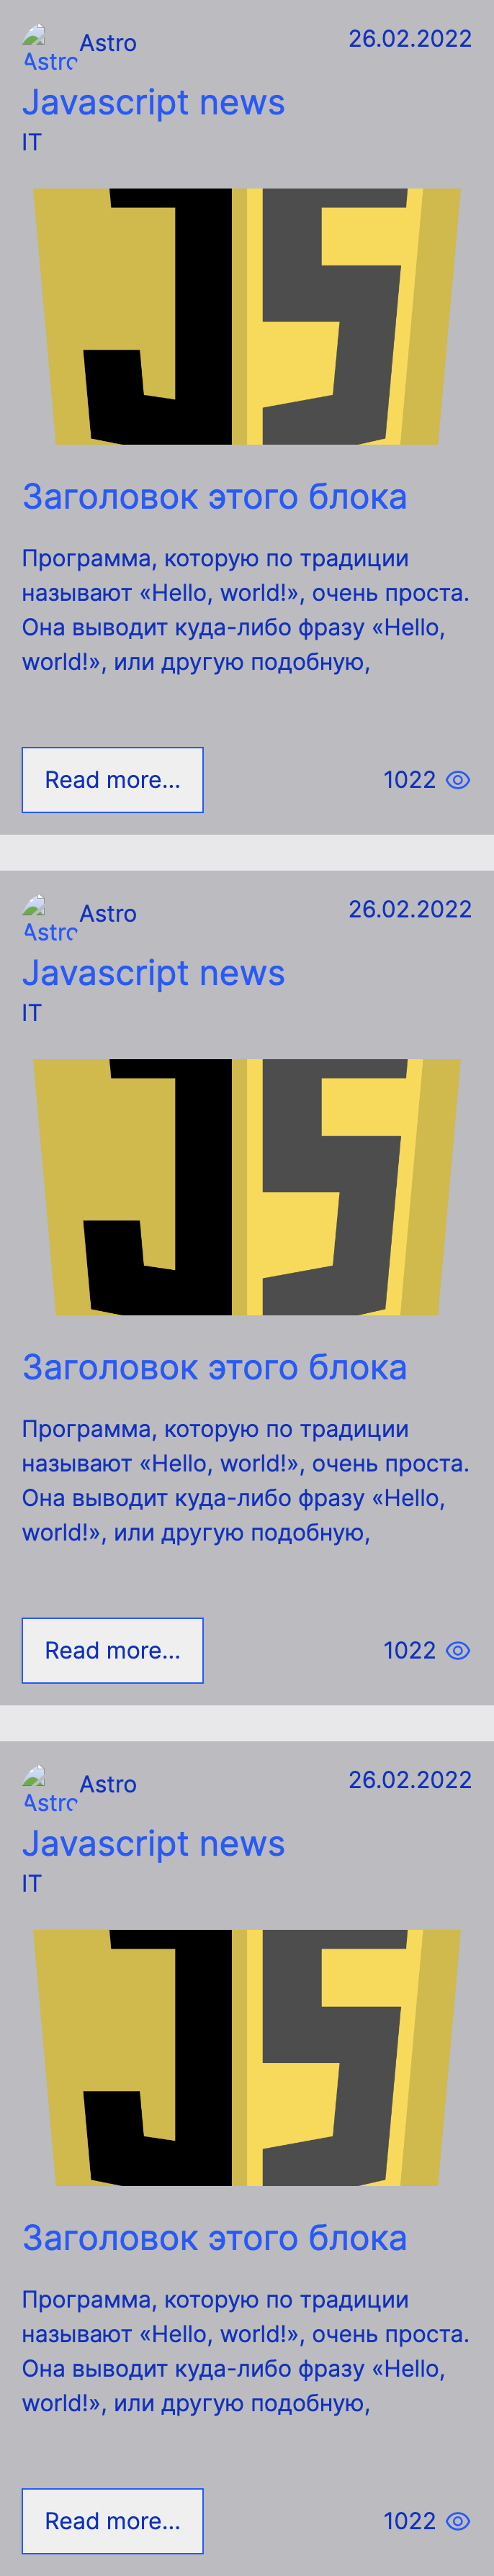 Astro
26.02.2022
Astro
Javascript news
IT
JS
Заголовок этого блока
Программа, которую по традиции
называют «Hello, world!», очень проста.
Она выводит куда-либо фразу «Hello,
world!», или другую подобную,
Read more...
1022
Astro
26.02.2022
Astro
Javascript news
IT
JS
Заголовок этого блока
Программа, которую по традиции
называют «Hello, world!», очень проста.
Она выводит куда-либо фразу «Hello,
world!», или другую подобную,
Read more...
1022
Astro
26.02.2022
Astro
Javascript news
IT
JS
Заголовок этого блока
Программа, которую по традиции
называют «Hello, world!», очень проста.
Она выводит куда-либо фразу «Hello,
world!», или другую подобную,
Read more...
1022